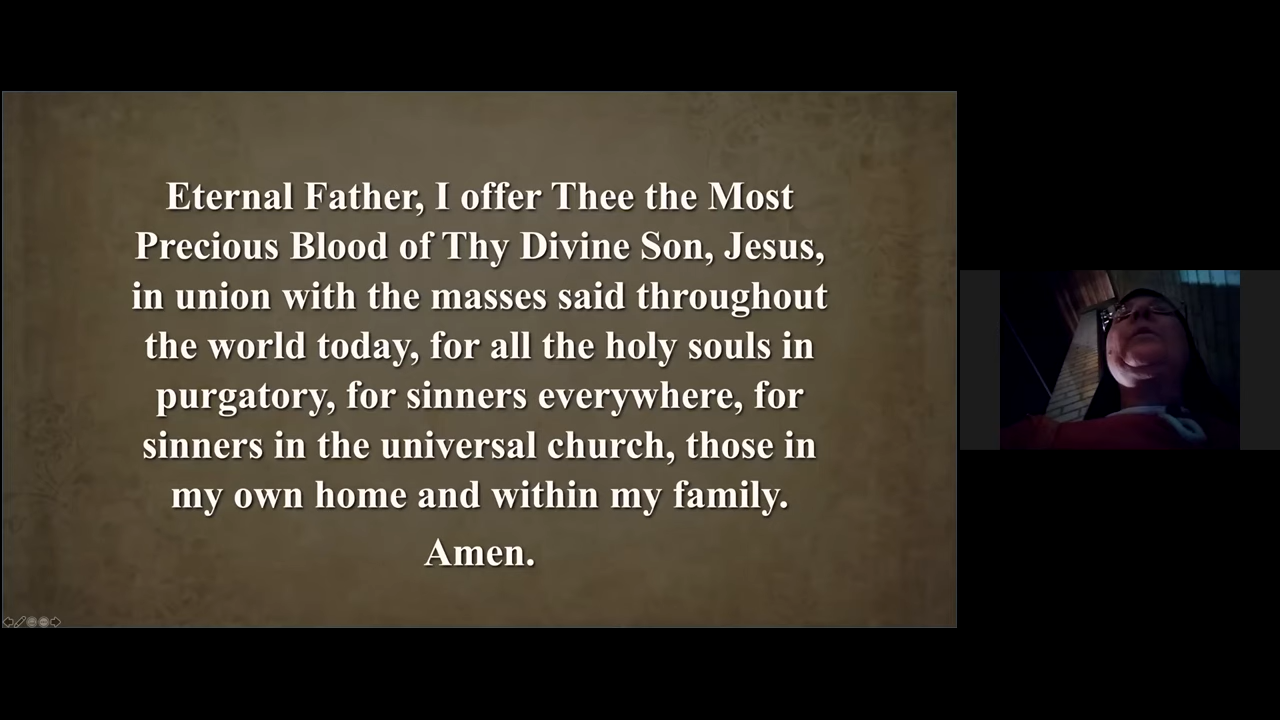 Eternal Father, I offer Thee the Most
Precious Blood of Thy Divine Son, Jesus,
in union with the masses said throughout
the world today, for all the holy souls in
purgatory, for sinners everywhere, for
sinners in the universal church, those in
my own home and within my family.
Amen.